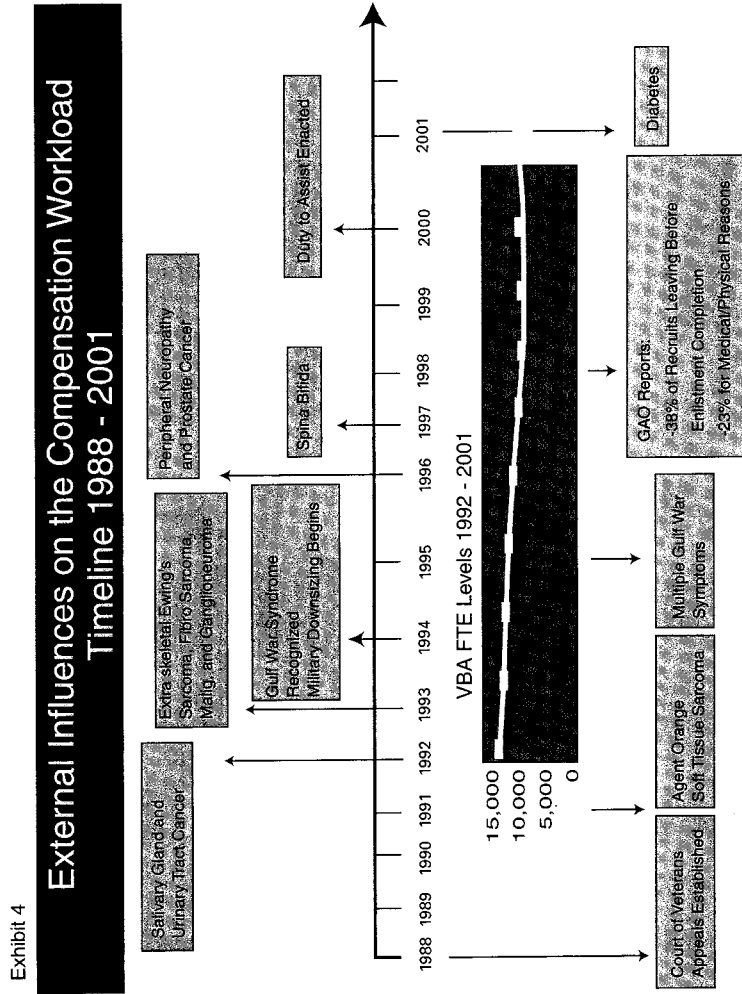 Exhibit 4
External Influences on the Compensation Workload
Timeline 1988 - 2001
Salivary Gland and
Urinary Tract Cancer
Extra skeletal Ewing's
Sarcoma, Fibro Sarcoma,
Malig, and Ganglioneuroma
Peripheral Neuropathy
and Prostate Cancer
Gulf War Syndrome
Recognized
Military Downsizing Begins
Spina Bifida
Duty to Assist Enacted
1988
1989
1990
1991
1992
1993
1994
1995
1996
1997
1998
1999
2000
2001
VBA FTE Levels 1992 - 2001
15,000
10,000
5,000
0
Court of Veterans
Appeals Established
Agent Orange
Soft Tissue Sarcoma
Multiple Gulf War
Symptoms
GAO Reports:
-38% of Recruits Leaving Before
Enlistment Completion
-23% for Medical/Physical Reasons
Diabetes